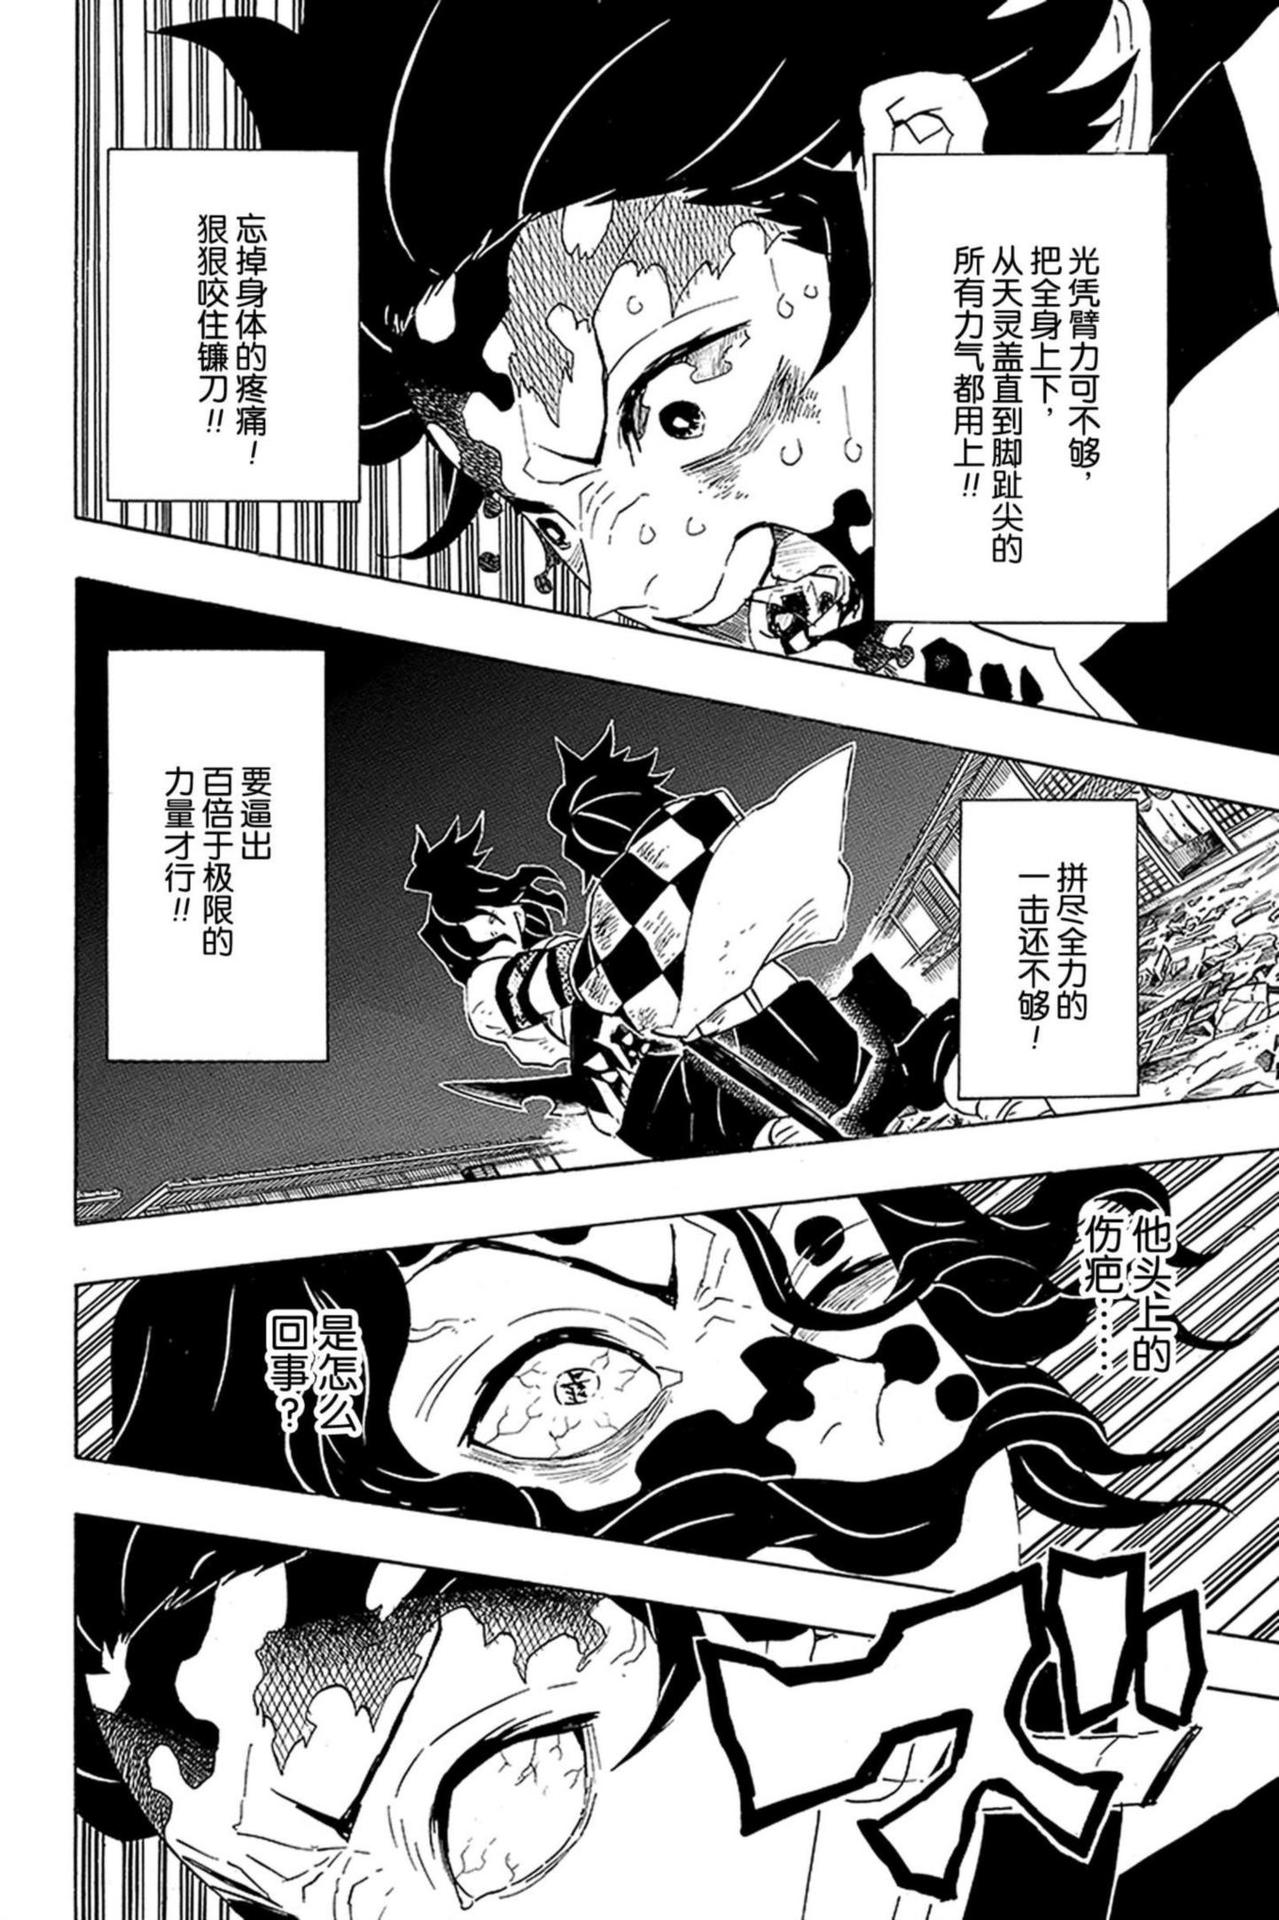 光凭臂力可不够，
把全身上下，
从天灵盖直到脚趾尖的
所有力气都用上!!
忘掉身体的疼痛！
狠狠咬住镰刀!!
拼尽全力的
一击还不够！
要逼出
百倍于极限的
力量才行!!
他头上的
伤疤……
是怎么
回事？